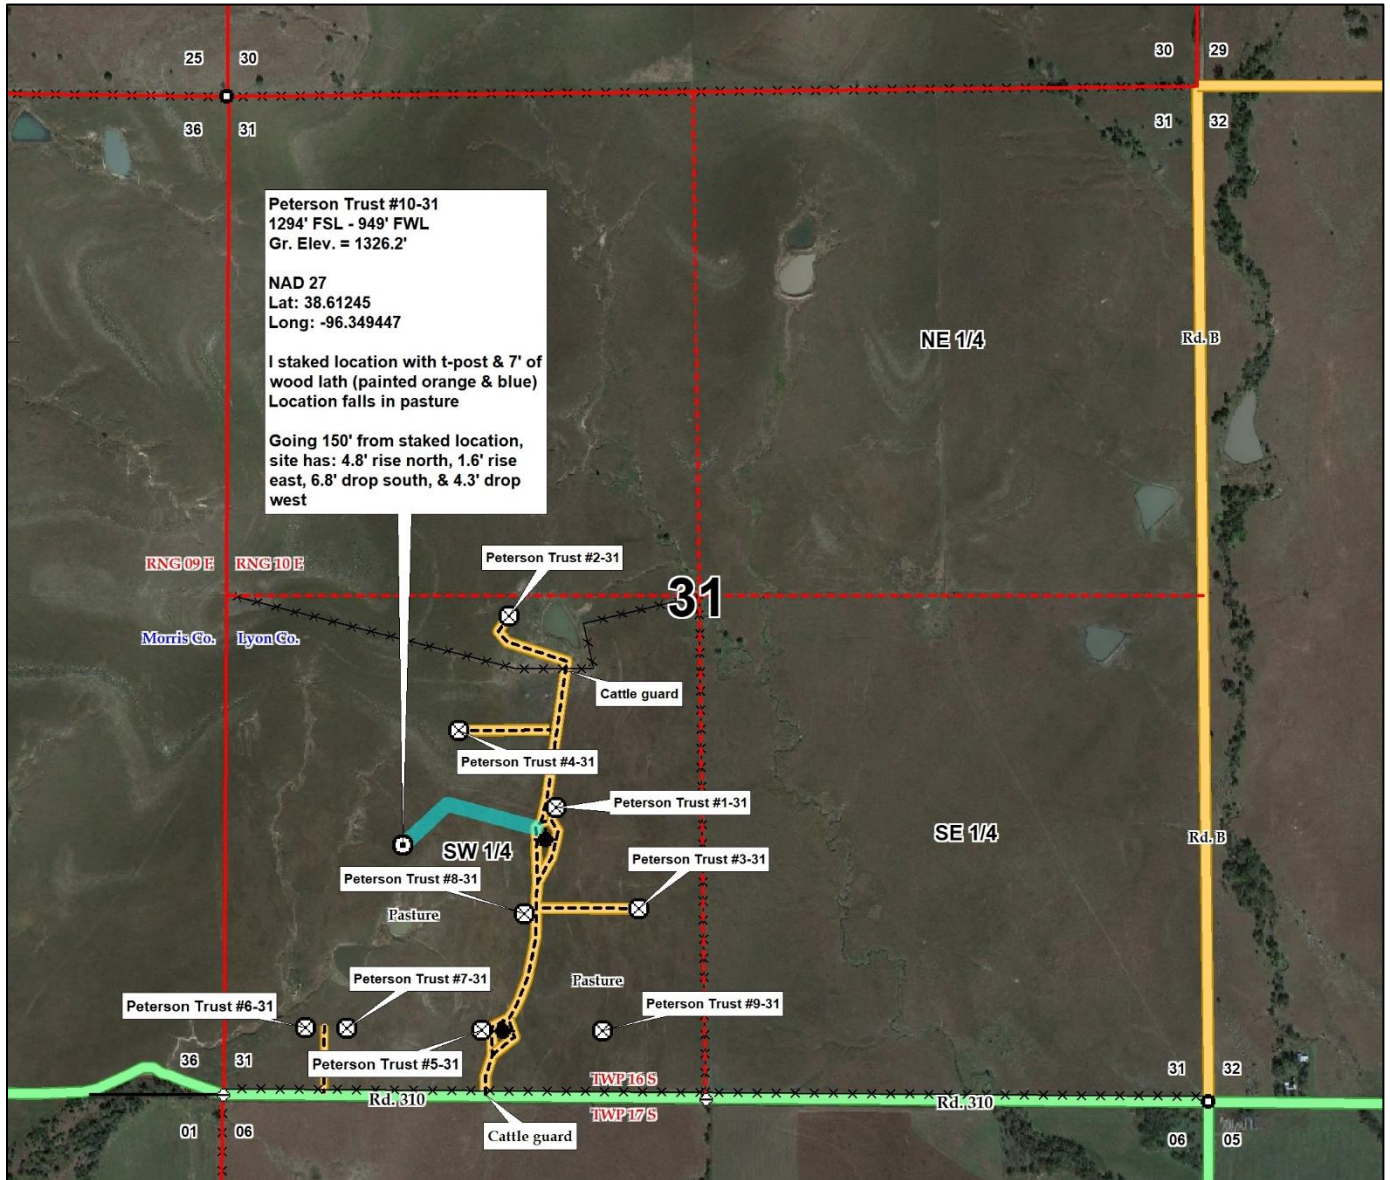 25 30
30 29
36 31
31 32
Peterson Trust #10-31
1294' FSL - 949' FWL
Gr. Elev. = 1326.2'
NAD 27
Lat: 38.61245
Long: -96.349447
I staked location with t-post & 7' of
wood lath (painted orange & blue)
Location falls in pasture
Going 150' from staked location,
site has: 4.8' rise north, 1.6' rise
east, 6.8' drop south, & 4.3' drop
west
NE 1/4
Rd. B
RNG 09 E RNG 10 E
Peterson Trust #2-31
31
Morris Co. Lyon Co.
Cattle guard
Peterson Trust #4-31
Peterson Trust #1-31
SW 1/4
SE 1/4
Rd. B
Peterson Trust #3-31
Peterson Trust #8-31
Pasture
Peterson Trust #7-31
Pasture
Peterson Trust #6-31
Peterson Trust #9-31
Peterson Trust #5-31
36 31
31 32
TWP 16 S
Rd. 310
Rd. 310
TWP 17 S
01 06
Cattle guard
06 05